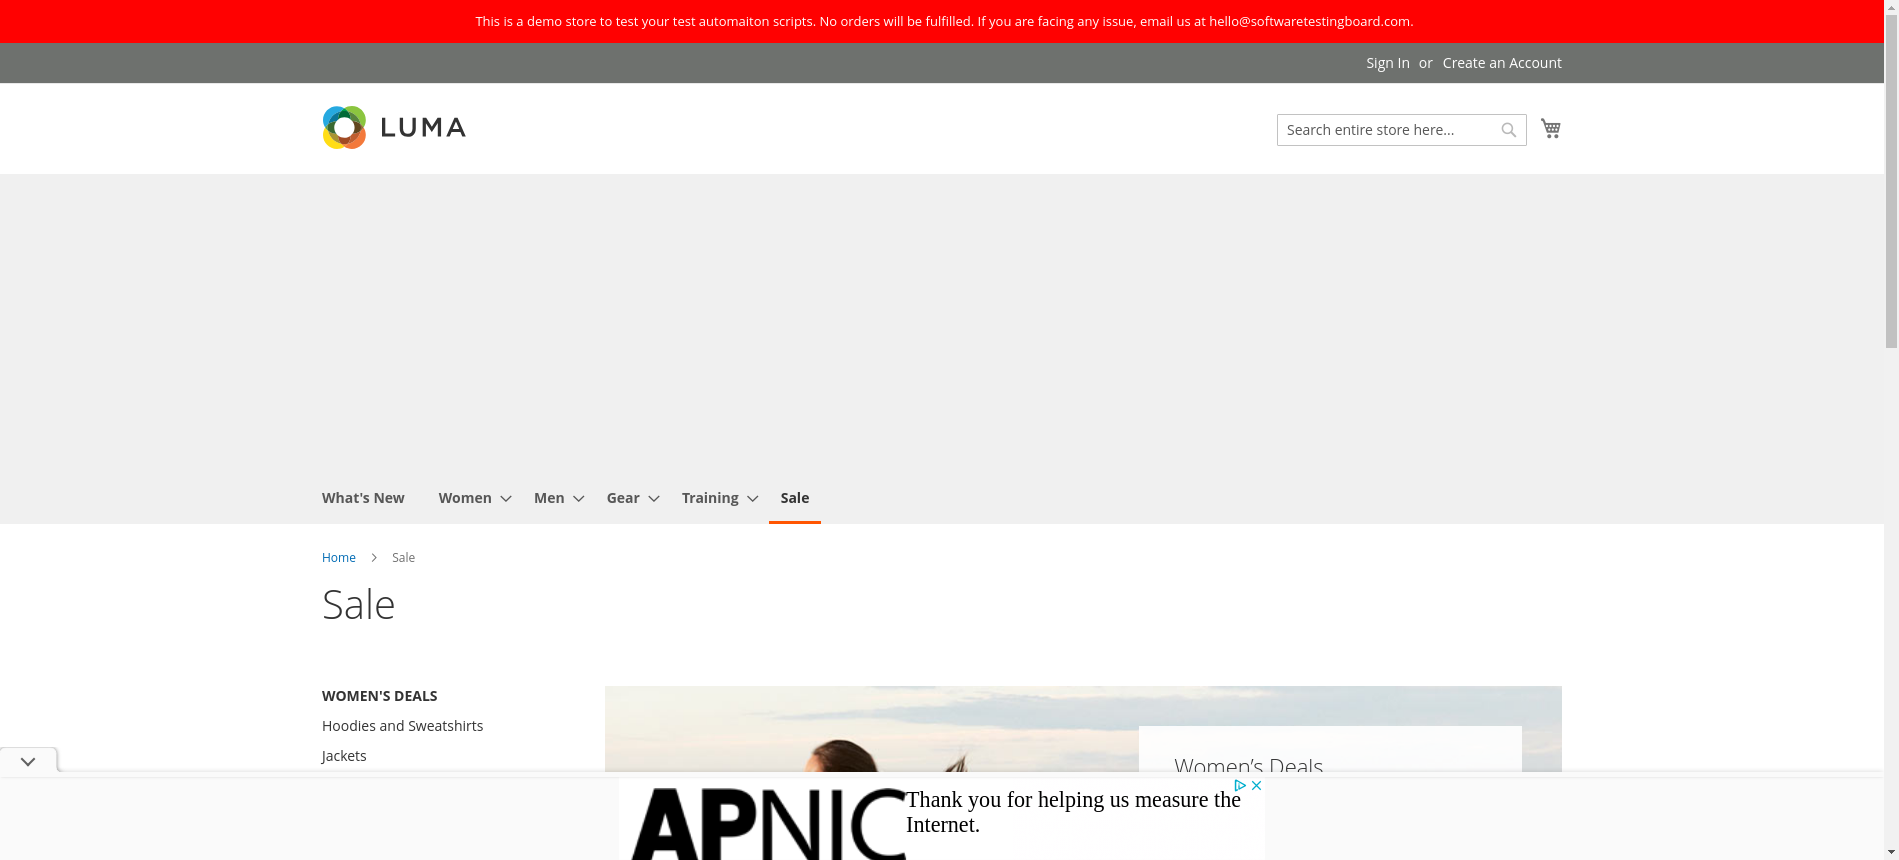 This is a demo store to test your test automaiton scripts. No orders will be fulfilled. If you are facing any issue, email us at hello@softwaretestingboard.com.
Sign In or Create an Account
LUMA
Search entire store here...
What's New Women Men Gear Training Sale
Home Sale
Sale
WOMEN'S DEALS
Hoodies and Sweatshirts
Jackets
Women’s Deals
APNIC
Thank you for helping us measure the
Internet.